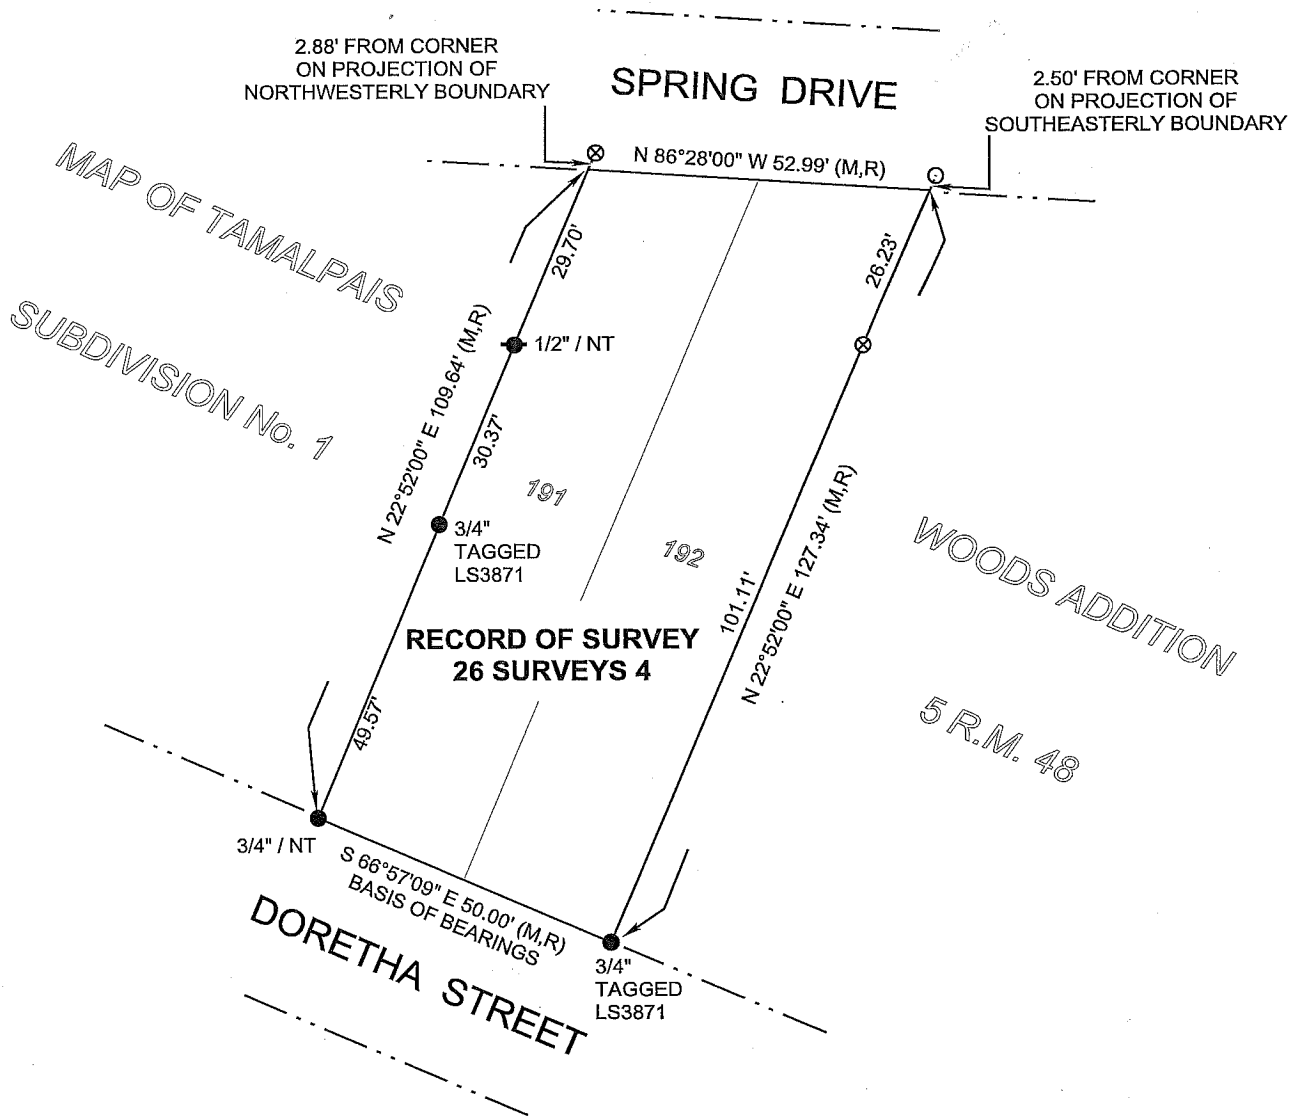 2.88' FROM CORNER
ON PROJECTION OF
NORTHWESTERLY BOUNDARY
SPRING DRIVE
2.50' FROM CORNER
ON PROJECTION OF
SOUTHEASTERLY BOUNDARY
N 86°28'00" W 52.99' (M,R)
MAP OF TAMALPAIS
SUBDIVISION No. 1
29.70'
26.23'
1/2" / NT
N 22°52'00" E 109.64' (M,R)
30.37'
191
192
3/4"
TAGGED
LS3871
101.11'
N 22°52'00" E 127.34' (M,R)
WOODS ADDITION
5 R.M. 48
RECORD OF SURVEY
26 SURVEYS 4
49.57'
3/4" / NT
S 66°57'09" E 50.00' (M,R)
BASIS OF BEARINGS
DORETHA STREET
3/4"
TAGGED
LS3871